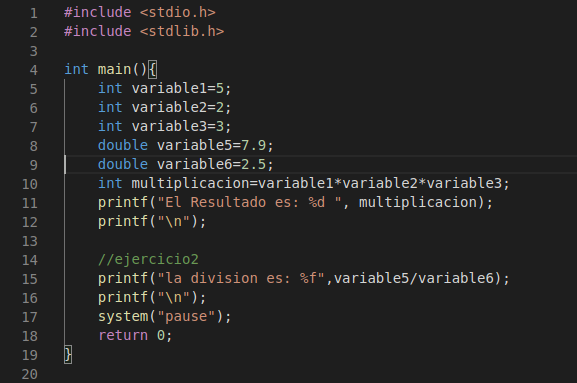 1 #include <stdio.h>
2 #include <stdlib.h>
3
4 int main(){
5 int variable1=5;
6 int variable2=2;
7 int variable3=3;
8 double variable5=7.9;
9 double variable6=2.5;
10 int multiplicacion=variable1*variable2*variable3;
11 printf("El Resultado es: %d ", multiplicacion);
12 printf("\n");
13
14 //ejercicio2
15 printf("la division es: %f",variable5/variable6);
16 printf("\n");
17 system("pause");
18 return 0;
19 }
20